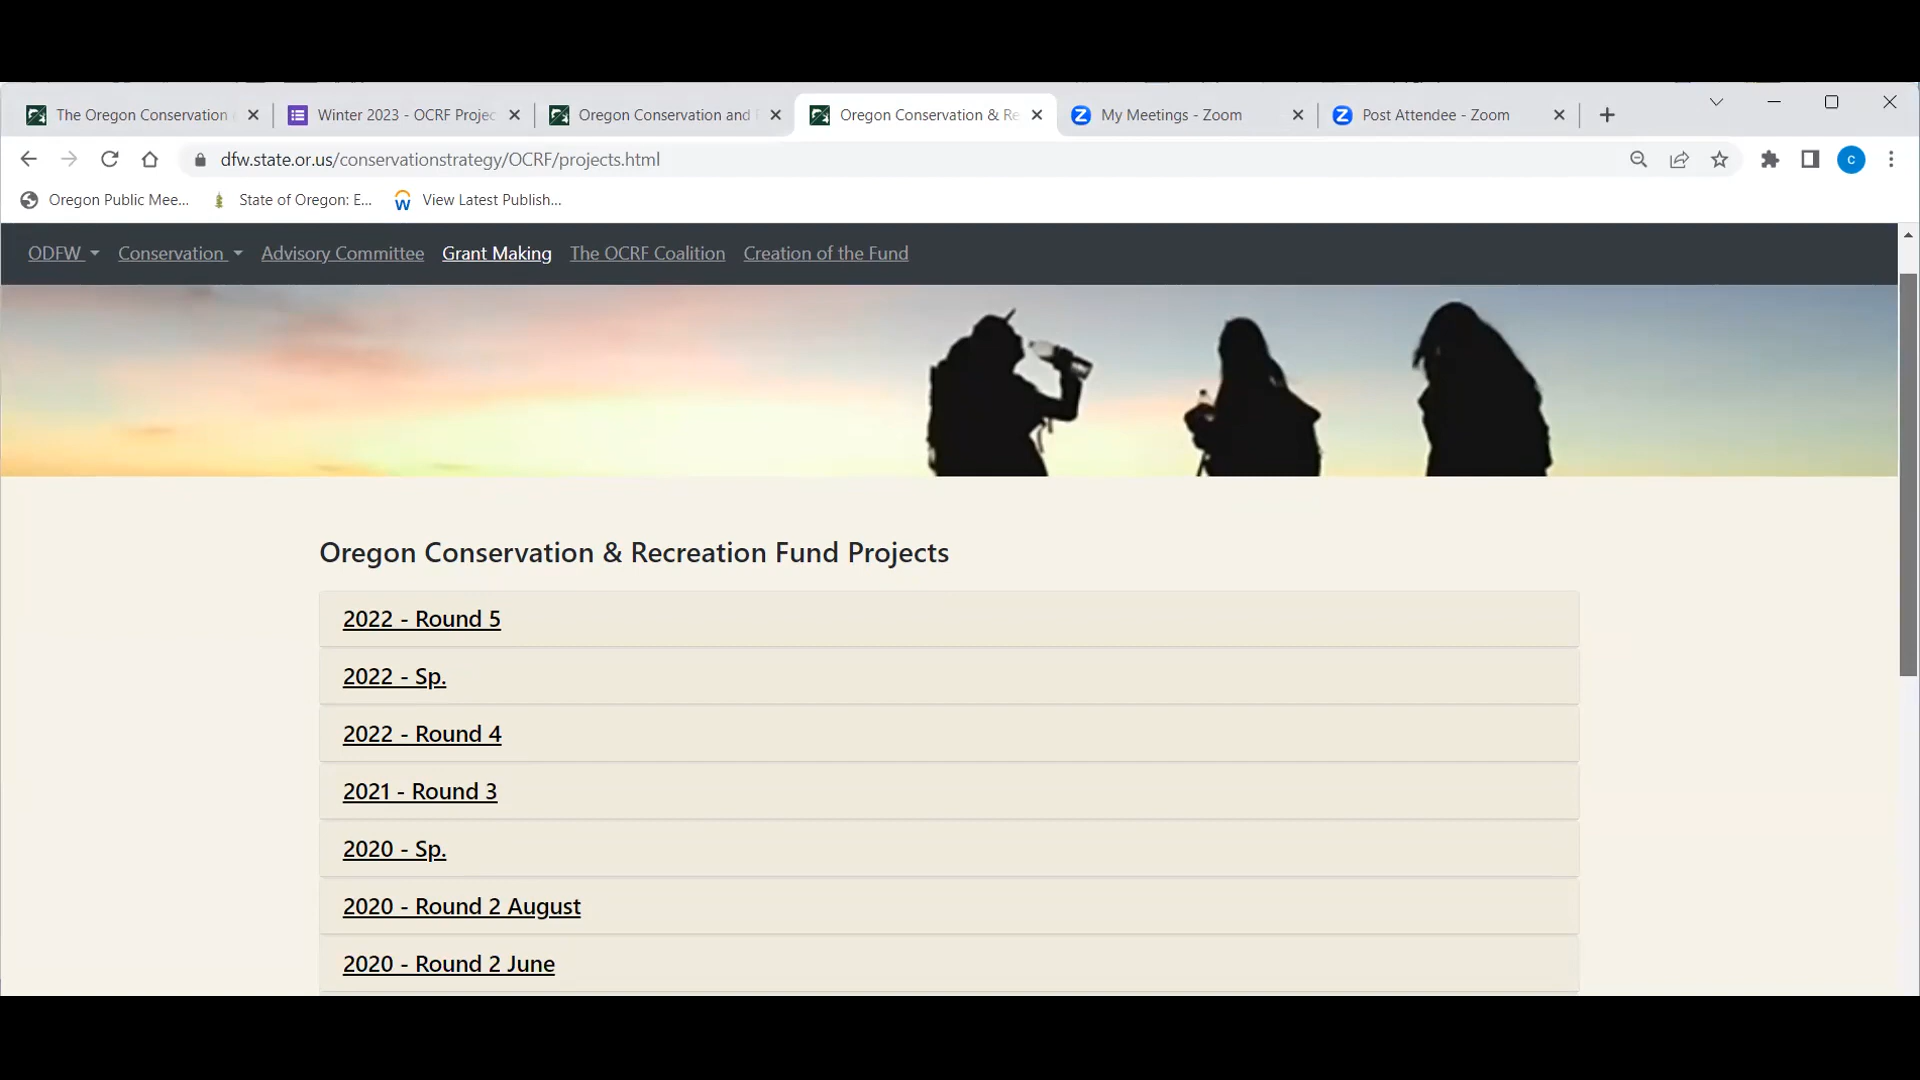 The Oregon Conservation
Winter 2023 - OCRF Projec
Oregon Conservation and
Oregon Conservation & Re
My Meetings - Zoom
Post Attendee - Zoom
dfw.state.or.us/conservationstrategy/OCRF/projects.html
c
Oregon Public Mee...
State of Oregon: E...
View Latest Publish...
ODFW
Conservation
Advisory Committee
Grant Making
The OCRF Coalition
Creation of the Fund
Oregon Conservation & Recreation Fund Projects
2022 - Round 5
2022 - Sp.
2022 - Round 4
2021 - Round 3
2020 - Sp.
2020 - Round 2 August
2020 - Round 2 June